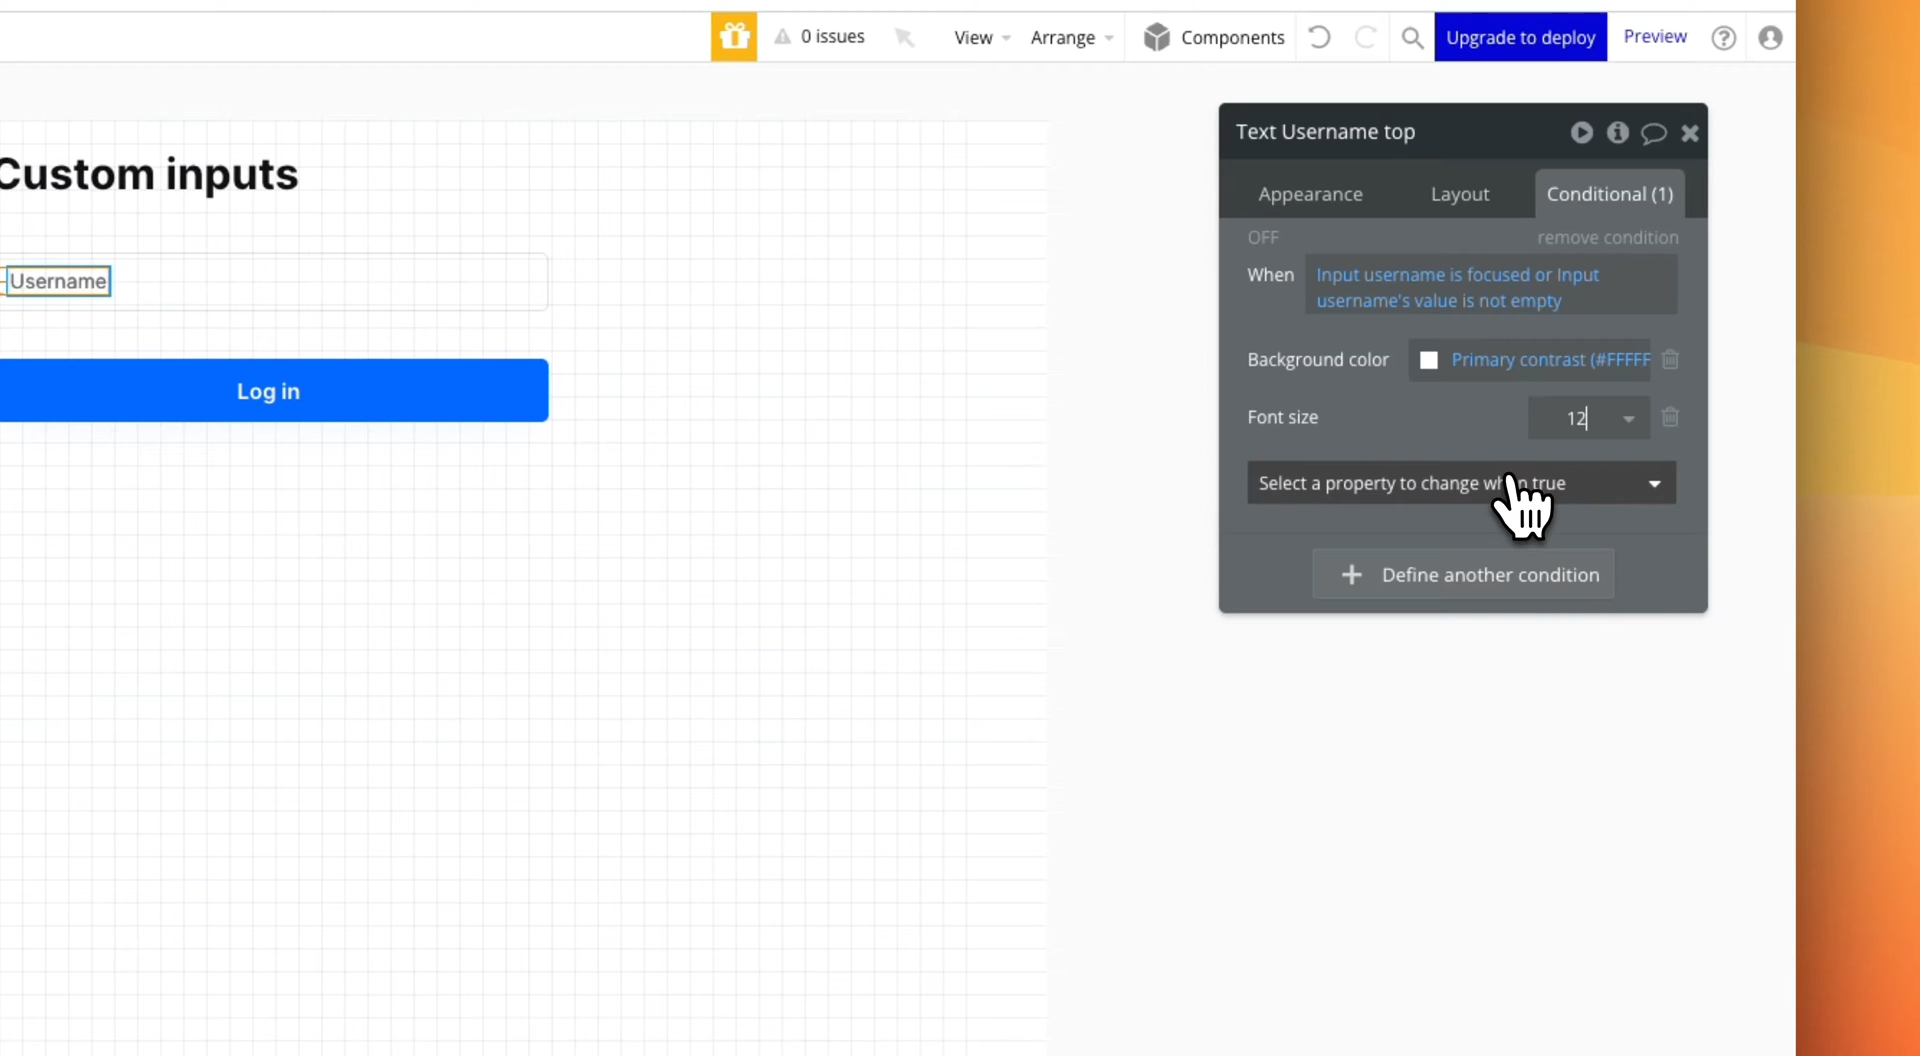 0 issues View Arrange Components Upgrade to deploy Preview
Custom inputs
Username
Log in
Text Username top
Appearance Layout Conditional (1)
OFF remove condition
When Input username is focused or Input
username's value is not empty
Background color Primary contrast (#FFFFF
Font size 12
Select a property to change when true
+ Define another condition